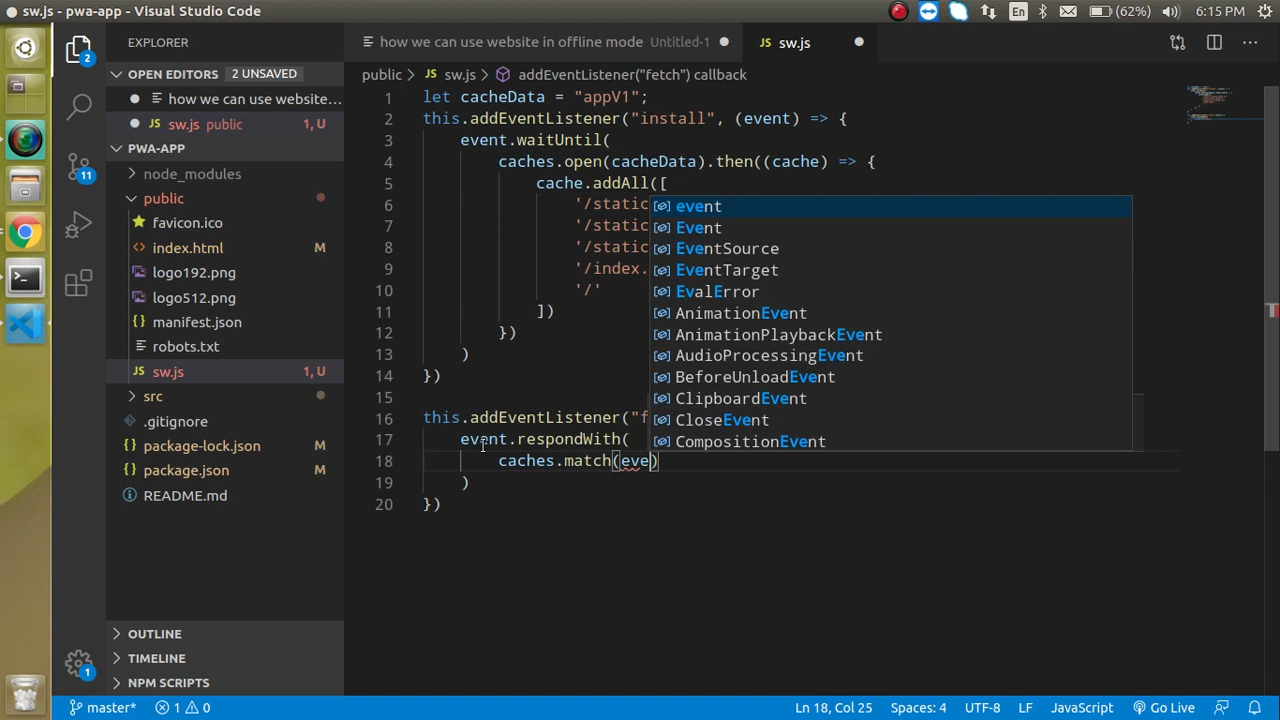 sw.js - pwa-app - Visual Studio Code
En
(62%)
6:15 PM
EXPLORER
how we can use website in offline mode Untitled-1
sw.js
OPEN EDITORS 2 UNSAVED
how we can use website...
sw.js public 1, U
public > sw.js > addEventListener("fetch") callback
PWA-APP
node_modules
public
favicon.ico
index.html M
logo192.png
logo512.png
manifest.json
robots.txt
sw.js 1, U
src
.gitignore
package-lock.json M
package.json M
README.md
OUTLINE
TIMELINE
NPM SCRIPTS
2
11
1
1 let cacheData = "appV1";
2 this.addEventListener("install", (event) => {
3 event.waitUntil(
4 caches.open(cacheData).then((cache) => {
5 cache.addAll([
6 '/static
7 '/static
8 '/static
9 '/index.
10 '/'
11 ])
12 })
13 )
14 })
15
16 this.addEventListener("f
17 event.respondWith(
18 caches.match(eve)
19 )
20 })
event
Event
EventSource
EventTarget
EvalError
AnimationEvent
AnimationPlaybackEvent
AudioProcessingEvent
BeforeUnloadEvent
ClipboardEvent
CloseEvent
CompositionEvent
master* 1 0 Ln 18, Col 25 Spaces: 4 UTF-8 LF JavaScript Go Live